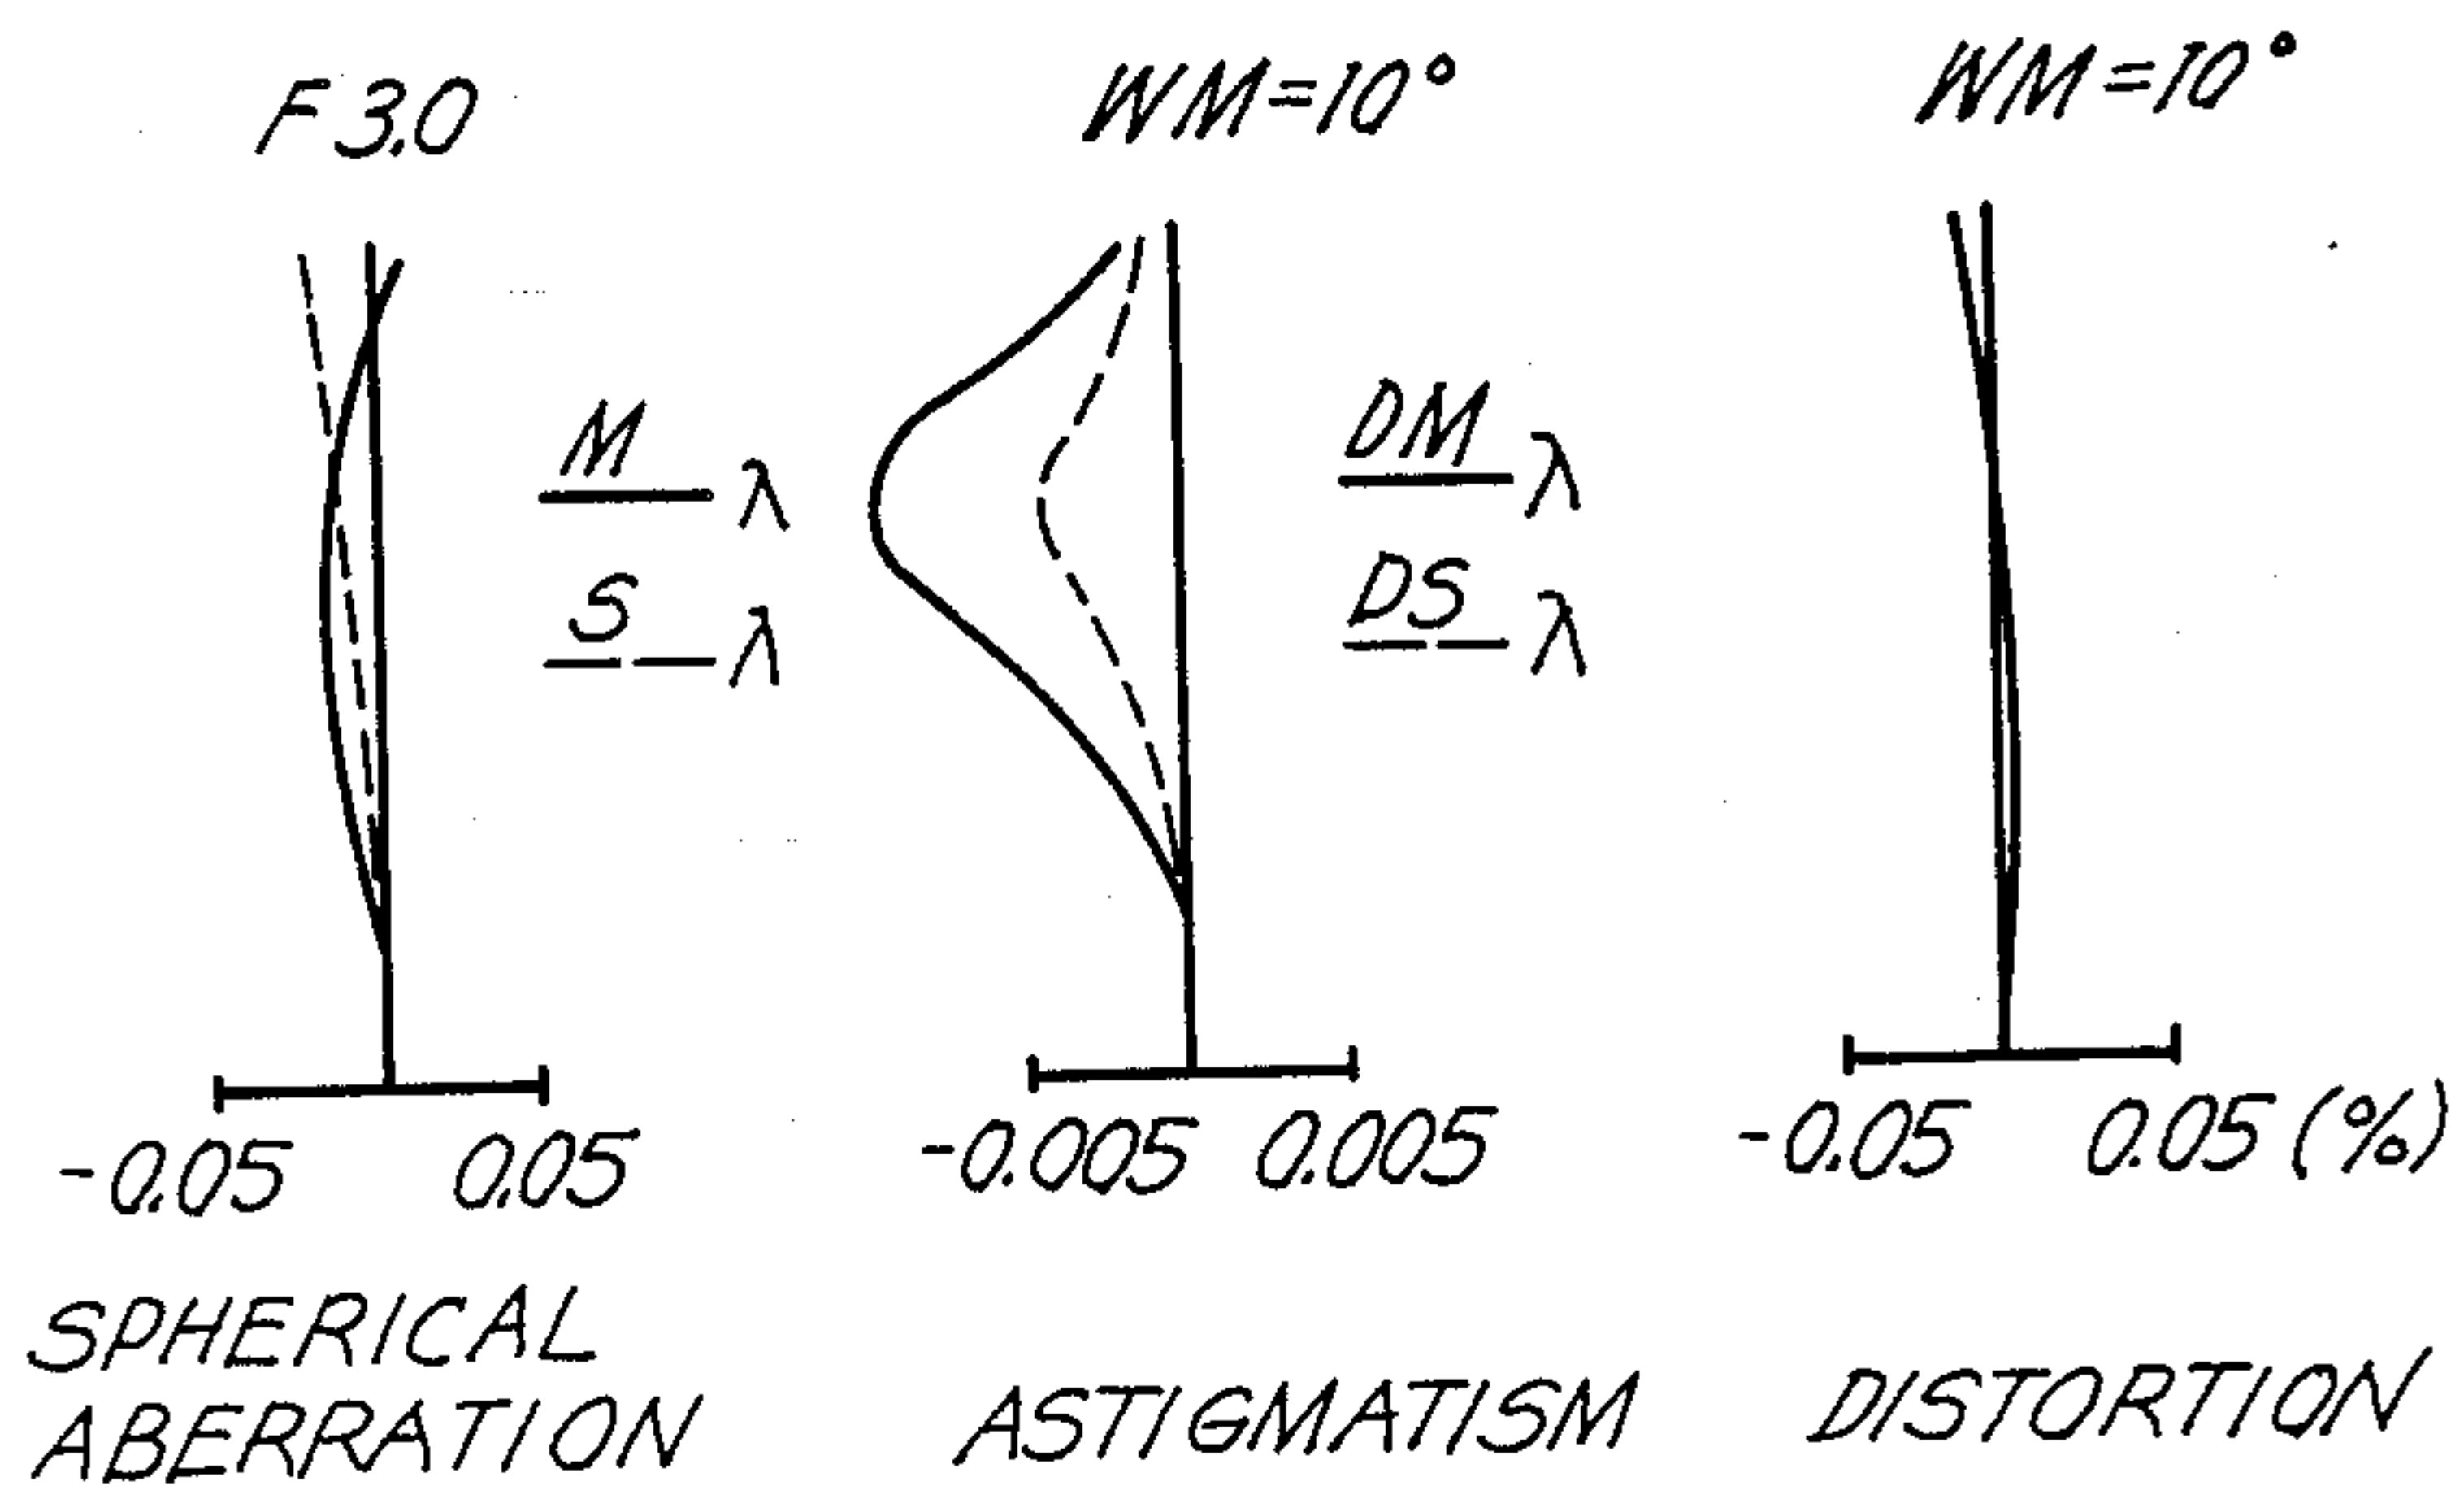 F 3.0
M λ
S λ
-0.05 0.05
SPHERICAL
ABERRATION
WM=10°
DM λ
DS λ
-0.005 0.005
ASTIGMATISM
WM=10°
-0.05 0.05 (%)
DISTORTION